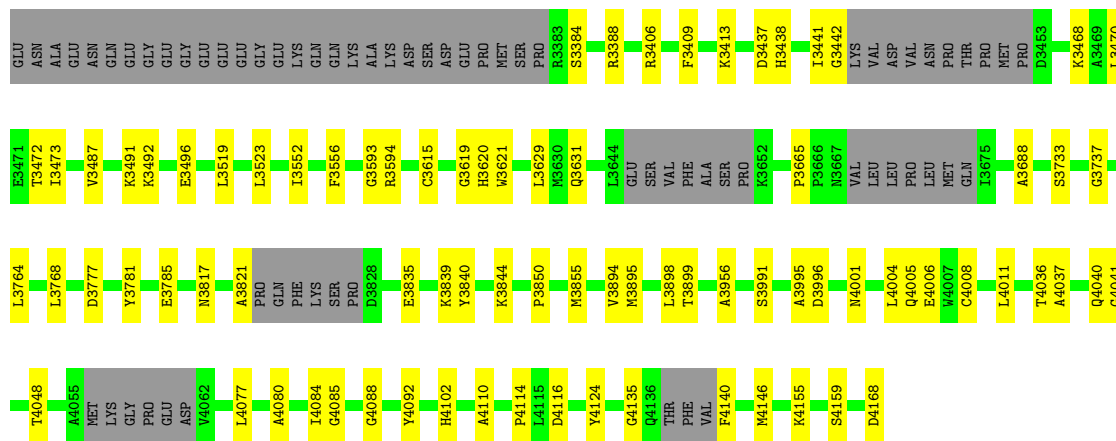 GLU ASN ALA GLU ASN GLN GLU GLY GLU GLU GLU GLU GLY GLU LYS GLN GLN LYS ALA LYS ASP SER ASP GLU PRO MET SER PRO R3383 S3384 R3388 R3406 F3409 K3413 D3437 H3438 I3441 G3442 LYS VAL ASP VAL ASN PRO THR PRO MET PRO D3453 K3468 A3469 L3470
E3471 T3472 I3473 V3487 K3491 K3492 E3496 L3519 L3523 I3552 F3556 G3593 R3594 C3615 G3619 H3620 W3621 L3629 M3630 Q3631 L3644 GLU SER VAL PHE ALA SER PRO K3652 P3665 P3666 N3667 VAL LEU LEU PRO LEU MET GLN I3675 A3688 S3733 G3737
L3764 L3768 D3777 Y3781 E3785 N3817 A3821 PRO GLN PHE LYS SER PRO D3828 E3835 K3839 Y3840 K3844 P3850 M3855 V3894 M3895 L3898 T3899 A3956 S3991 A3995 D3996 N4001 L4004 Q4005 E4006 W4007 C4008 L4011 T4036 A4037 Q4040
T4048 A4055 MET LYS GLY PRO GLU ASP V4062 L4077 A4080 I4084 G4085 G4088 Y4092 H4102 A4110 P4114 L4115 D4116 Y4124 G4135 Q4136 THR PHE VAL F4140 M4146 K4155 S4159 D4168